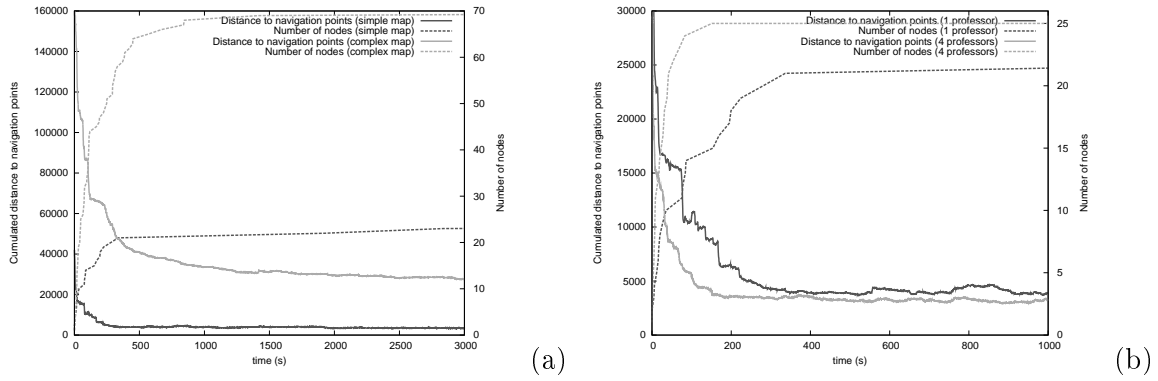 160000
140000
120000
100000
80000
60000
40000
20000
0
Cumulated distance to navigation points
Distance to navigation points (simple map)
Number of nodes (simple map)
Distance to navigation points (complex map)
Number of nodes (complex map)
70
60
50
40
30
20
10
0
Number of nodes
0 500 1000 1500 2000 2500 3000
time (s)
(a)
30000
25000
20000
15000
10000
5000
0
Cumulated distance to navigation points
Distance to navigation points (1 professor)
Number of nodes (1 professor)
Distance to navigation points (4 professors)
Number of nodes (4 professors)
25
20
15
10
5
0
Number of nodes
0 200 400 600 800 1000
time (s)
(b)